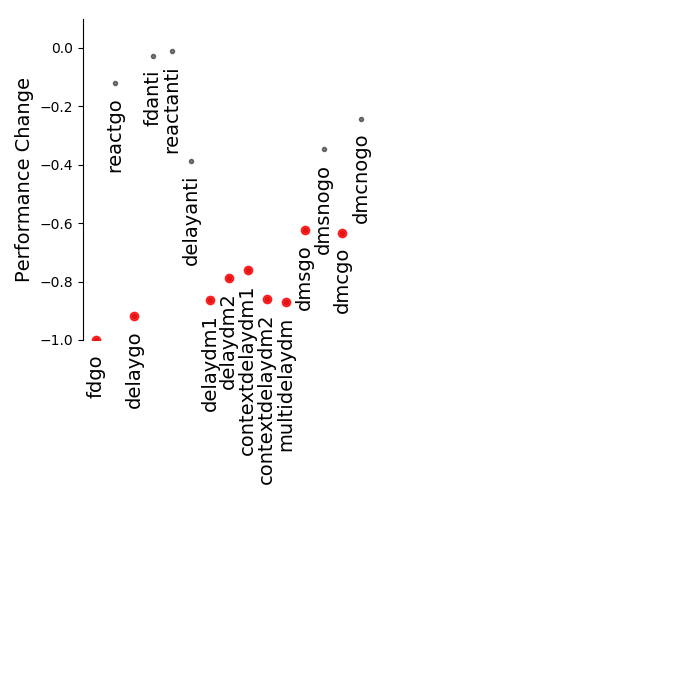 Performance Change
0.0
−0.2
−0.4
−0.6
−0.8
−1.0
fdgo
reactgo
delaygo
fdanti
reactanti
delayanti
delaydm1
delaydm2
contextdelaydm1
contextdelaydm2
multidelaydm
dmsgo
dmsnogo
dmcgo
dmcnogo